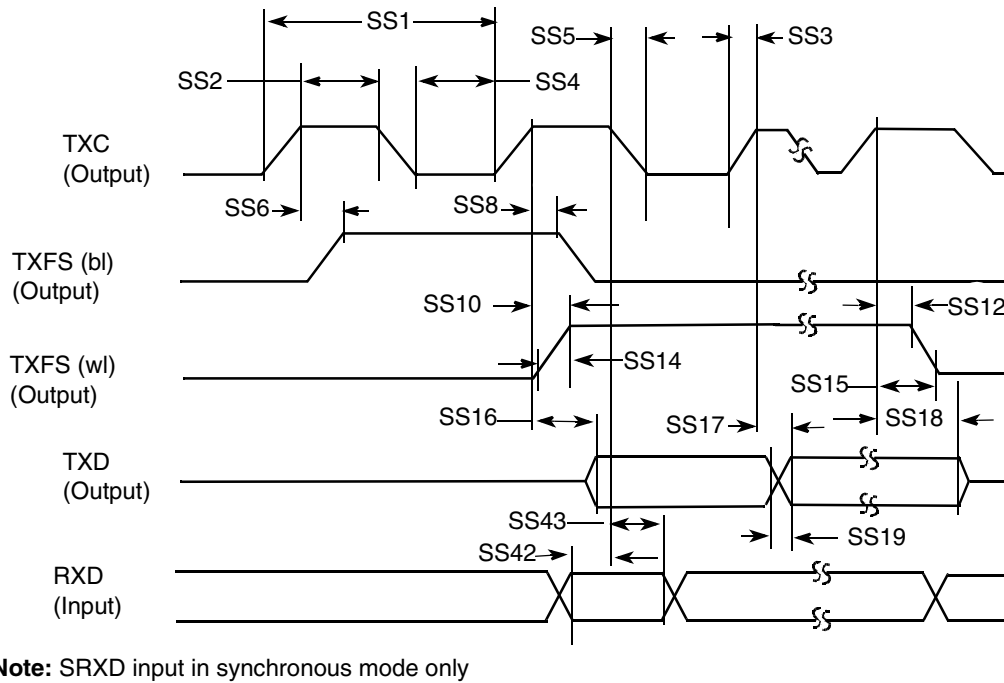 SS1
SS5
SS3
SS2
SS4
TXC
(Output)
SS6
SS8
TXFS (bl)
(Output)
SS10
SS12
TXFS (wl)
(Output)
SS14
SS15
SS16
SS17
SS18
TXD
(Output)
SS43
SS19
SS42
RXD
(Input)
Note: SRXD input in synchronous mode only